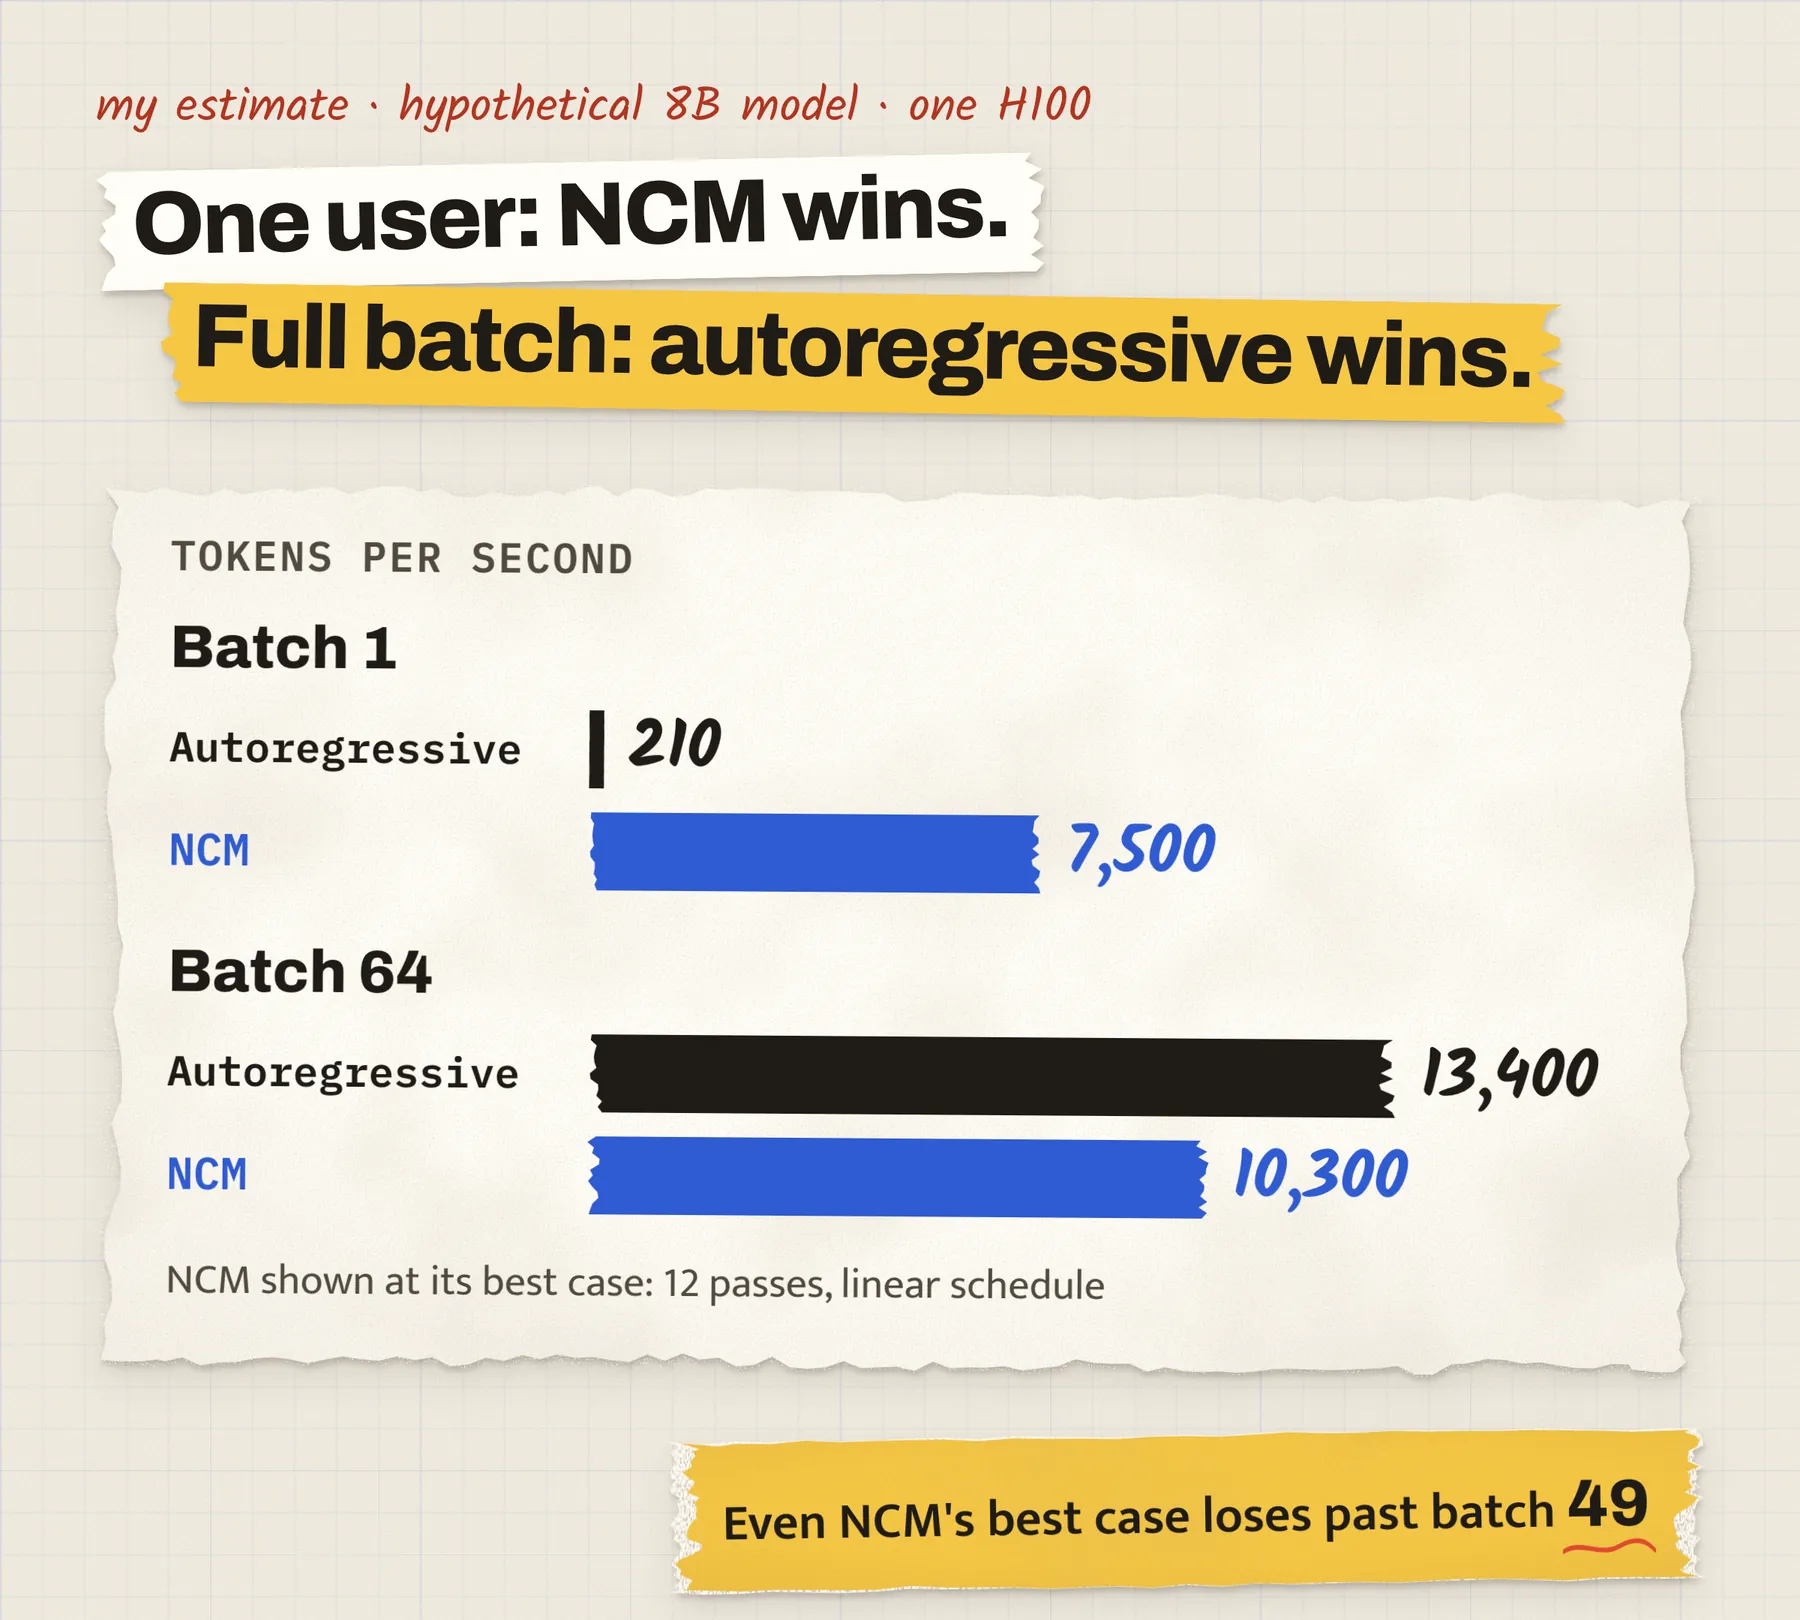 my estimate · hypothetical 8B model · one H100
One user: NCM wins.
Full batch: autoregressive wins.
TOKENS PER SECOND
Batch 1
Autoregressive 210
NCM 7,500
Batch 64
Autoregressive 13,400
NCM 10,300
NCM shown at its best case: 12 passes, linear schedule
Even NCM's best case loses past batch 49